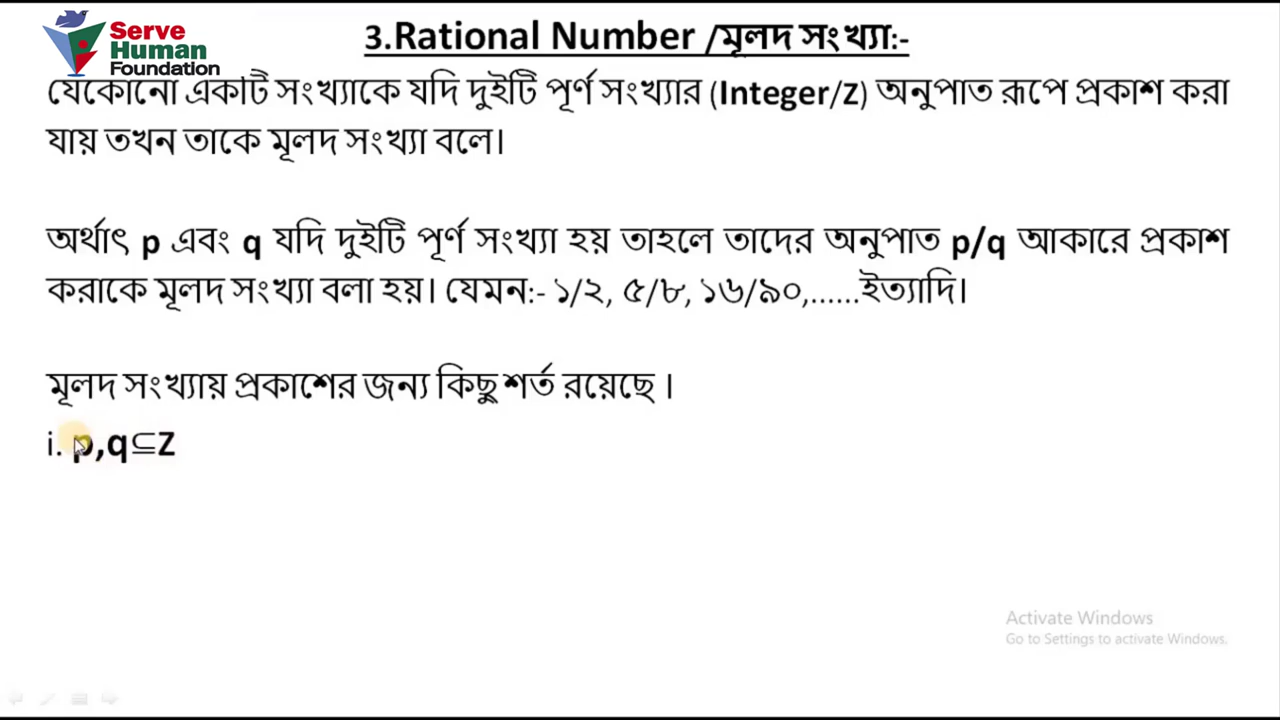 Serve
Human
Foundation
3.Rational Number /মূলদ সংখ্যা:-
যেকোনো একটি সংখ্যাকে যদি দুইটি পূর্ণ সংখ্যার (Integer/Z) অনুপাত রূপে প্রকাশ করা
যায় তখন তাকে মূলদ সংখ্যা বলে।
অর্থাৎ p এবং q যদি দুইটি পূর্ণ সংখ্যা হয় তাহলে তাদের অনুপাত p/q আকারে প্রকাশ
করাকে মূলদ সংখ্যা বলা হয়। যেমন:- ১/২, ৫/৮, ১৬/৯০,......ইত্যাদি।
মূলদ সংখ্যায় প্রকাশের জন্য কিছু শর্ত রয়েছে ।
i. p,q⊆Z
Activate Windows
Go to Settings to activate Windows.